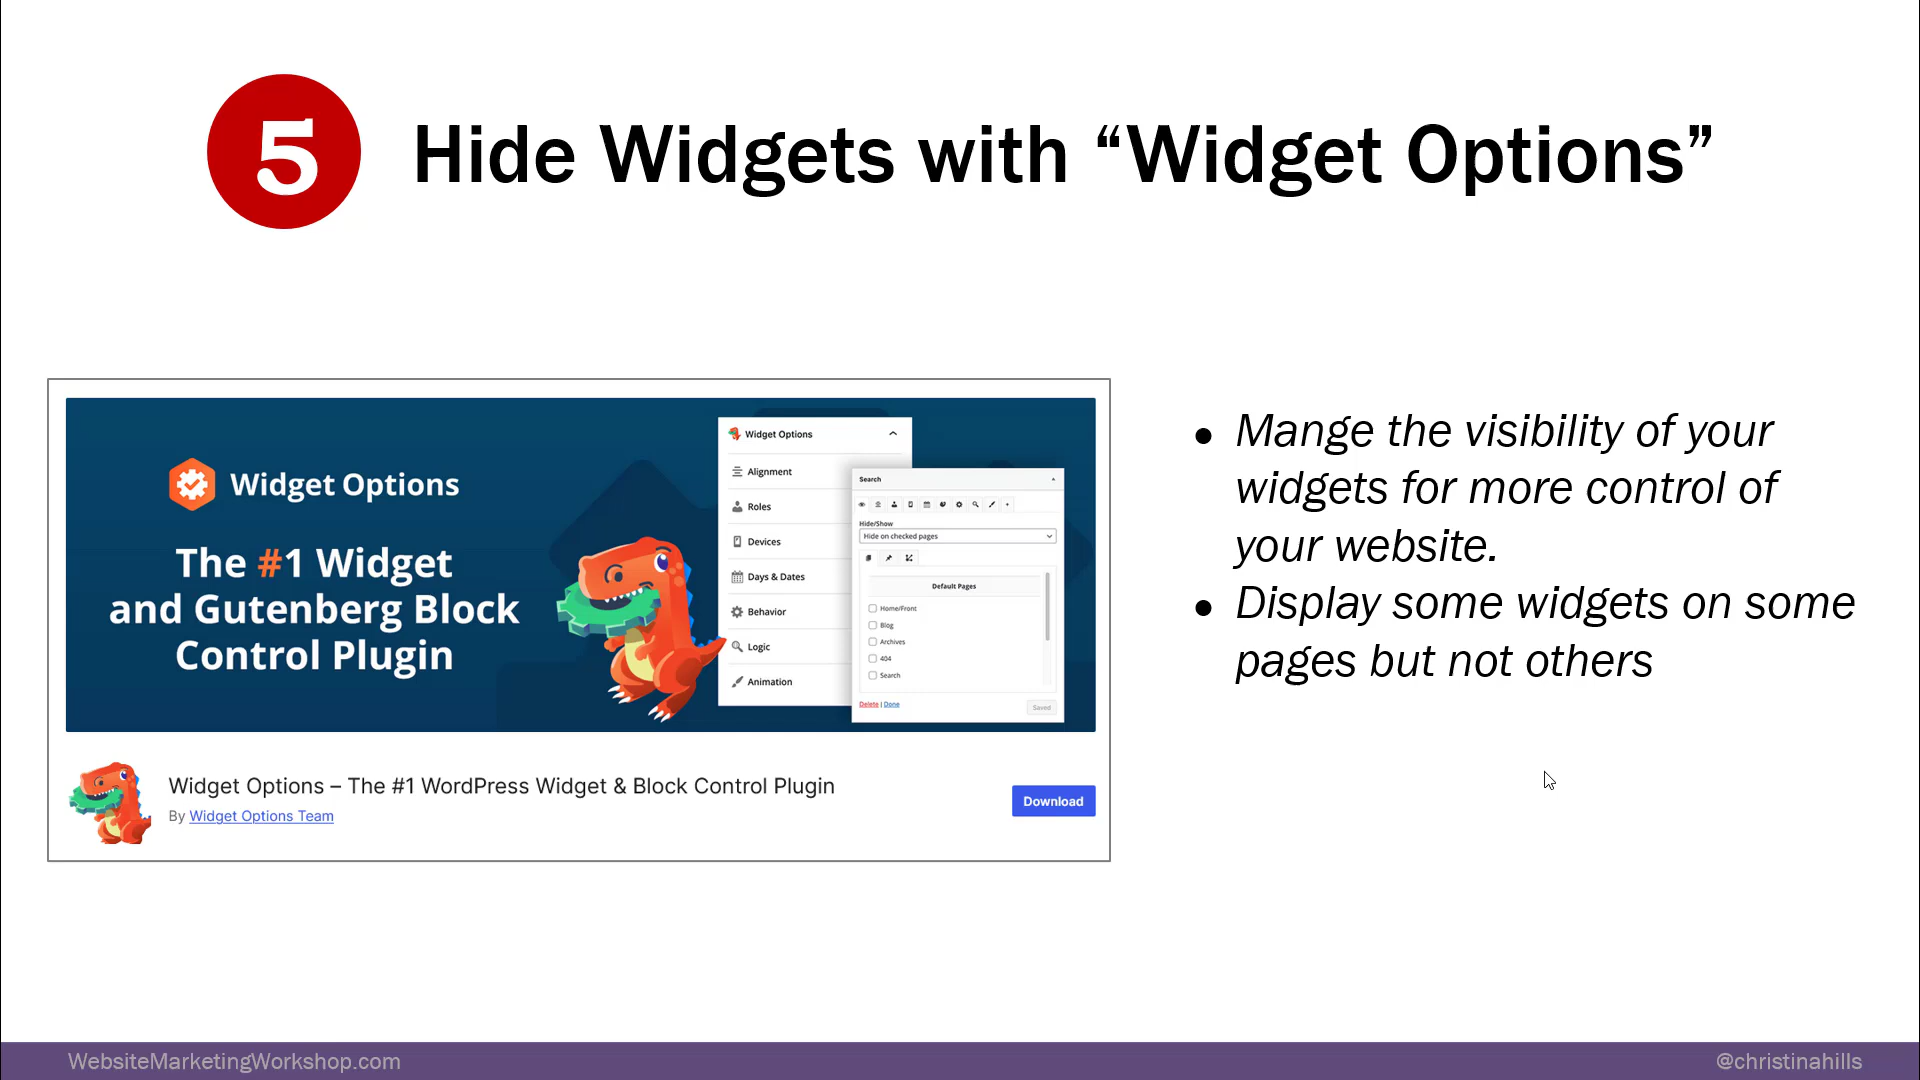 5
Hide Widgets with “Widget Options”
Widget Options
The #1 Widget
and Gutenberg Block
Control Plugin
Widget Options
Alignment
Roles
Devices
Days & Dates
Behavior
Logic
Animation
Search
Hide/Show
Hide on checked pages
Default Pages
Home/Front
Blog
Archives
404
Search
Delete | Done
Saved
Widget Options – The #1 WordPress Widget & Block Control Plugin
By Widget Options Team
Download
• Mange the visibility of your
widgets for more control of
your website.
• Display some widgets on some
pages but not others
WebsiteMarketingWorkshop.com
@christinahills